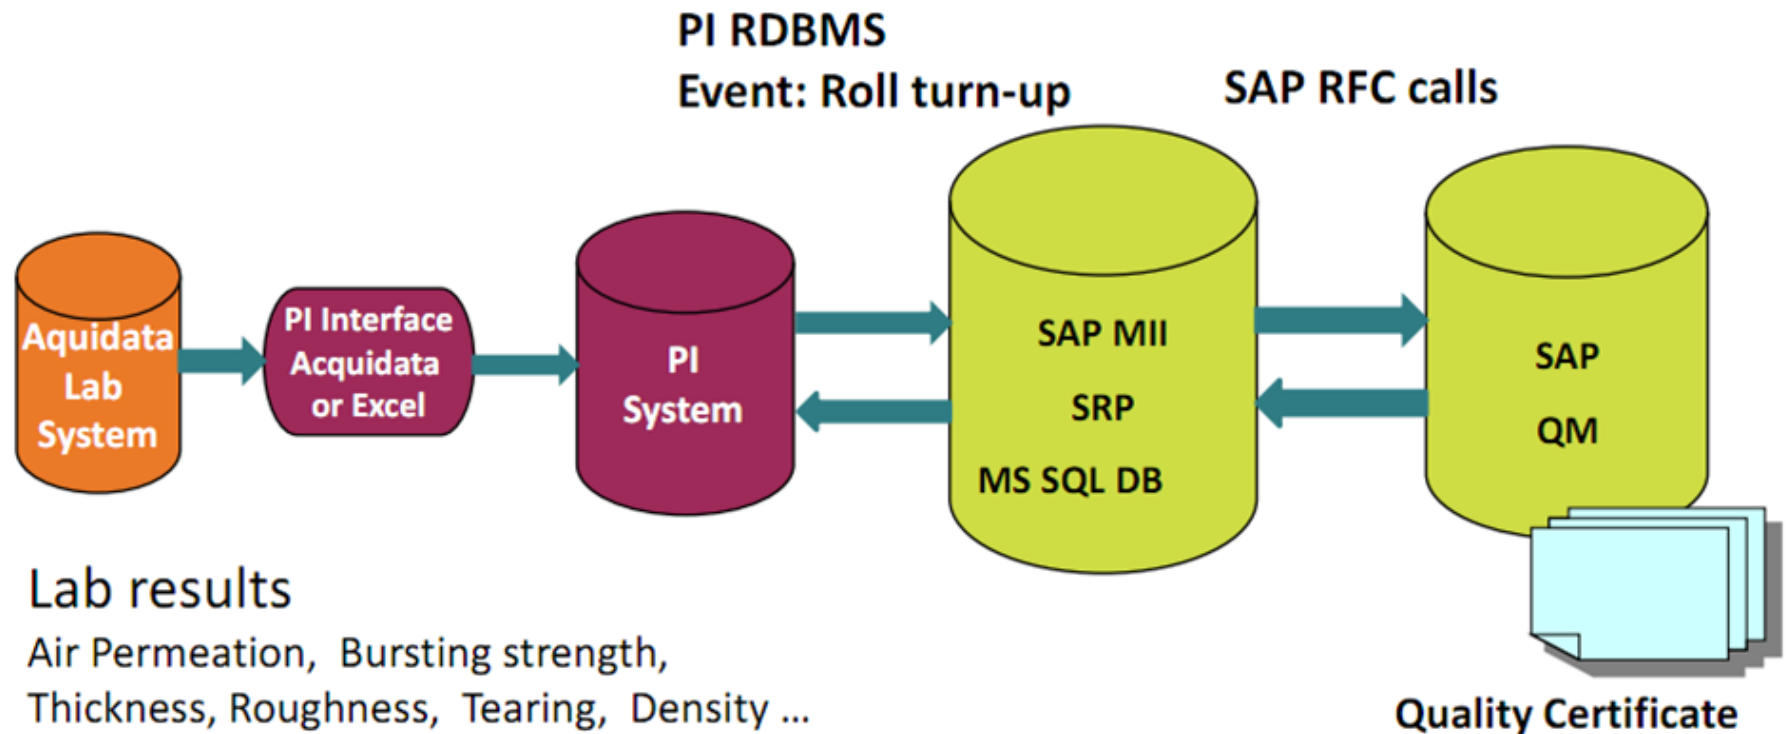 PI RDBMS
Event: Roll turn-up
SAP RFC calls
Aquidata
Lab
System
PI Interface
Acquidata
or Excel
PI
System
SAP MII
SRP
MS SQL DB
SAP
QM
Lab results
Air Permeation, Bursting strength,
Thickness, Roughness, Tearing, Density ...
Quality Certificate